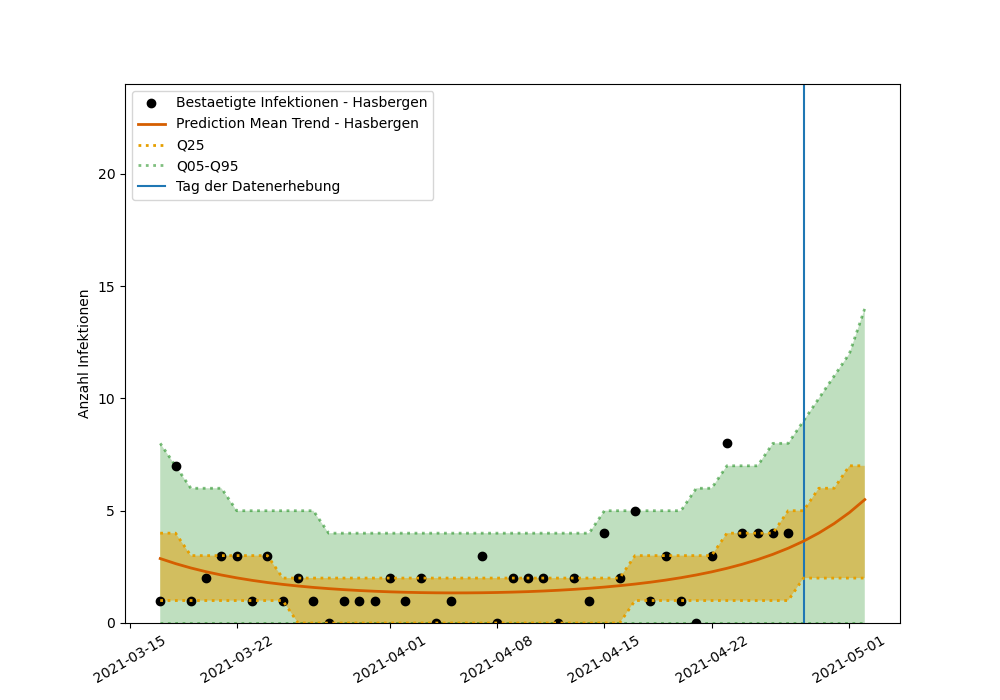 Bestaetigte Infektionen - Hasbergen
Prediction Mean Trend - Hasbergen
Q25
Q05-Q95
Tag der Datenerhebung
Anzahl Infektionen
20
15
10
5
0
2021-03-15
2021-03-22
2021-04-01
2021-04-08
2021-04-15
2021-04-22
2021-05-01